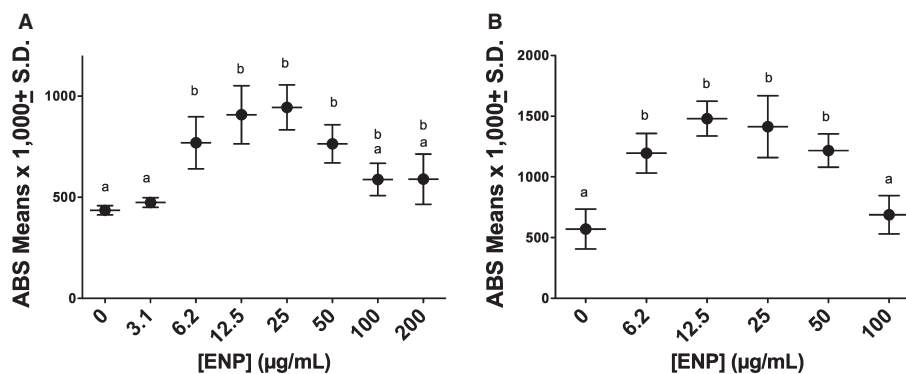 A
ABS Means x 1,000± S.D.
1000
500
0
a
a
b
b
b
b
b
a
b
a
0
3.1
6.2
12.5
25
50
100
200
[ENP] (µg/mL)
B
ABS Means x 1,000± S.D.
2000
1500
1000
500
0
a
b
b
b
b
a
0
6.2
12.5
25
50
100
[ENP] (µg/mL)